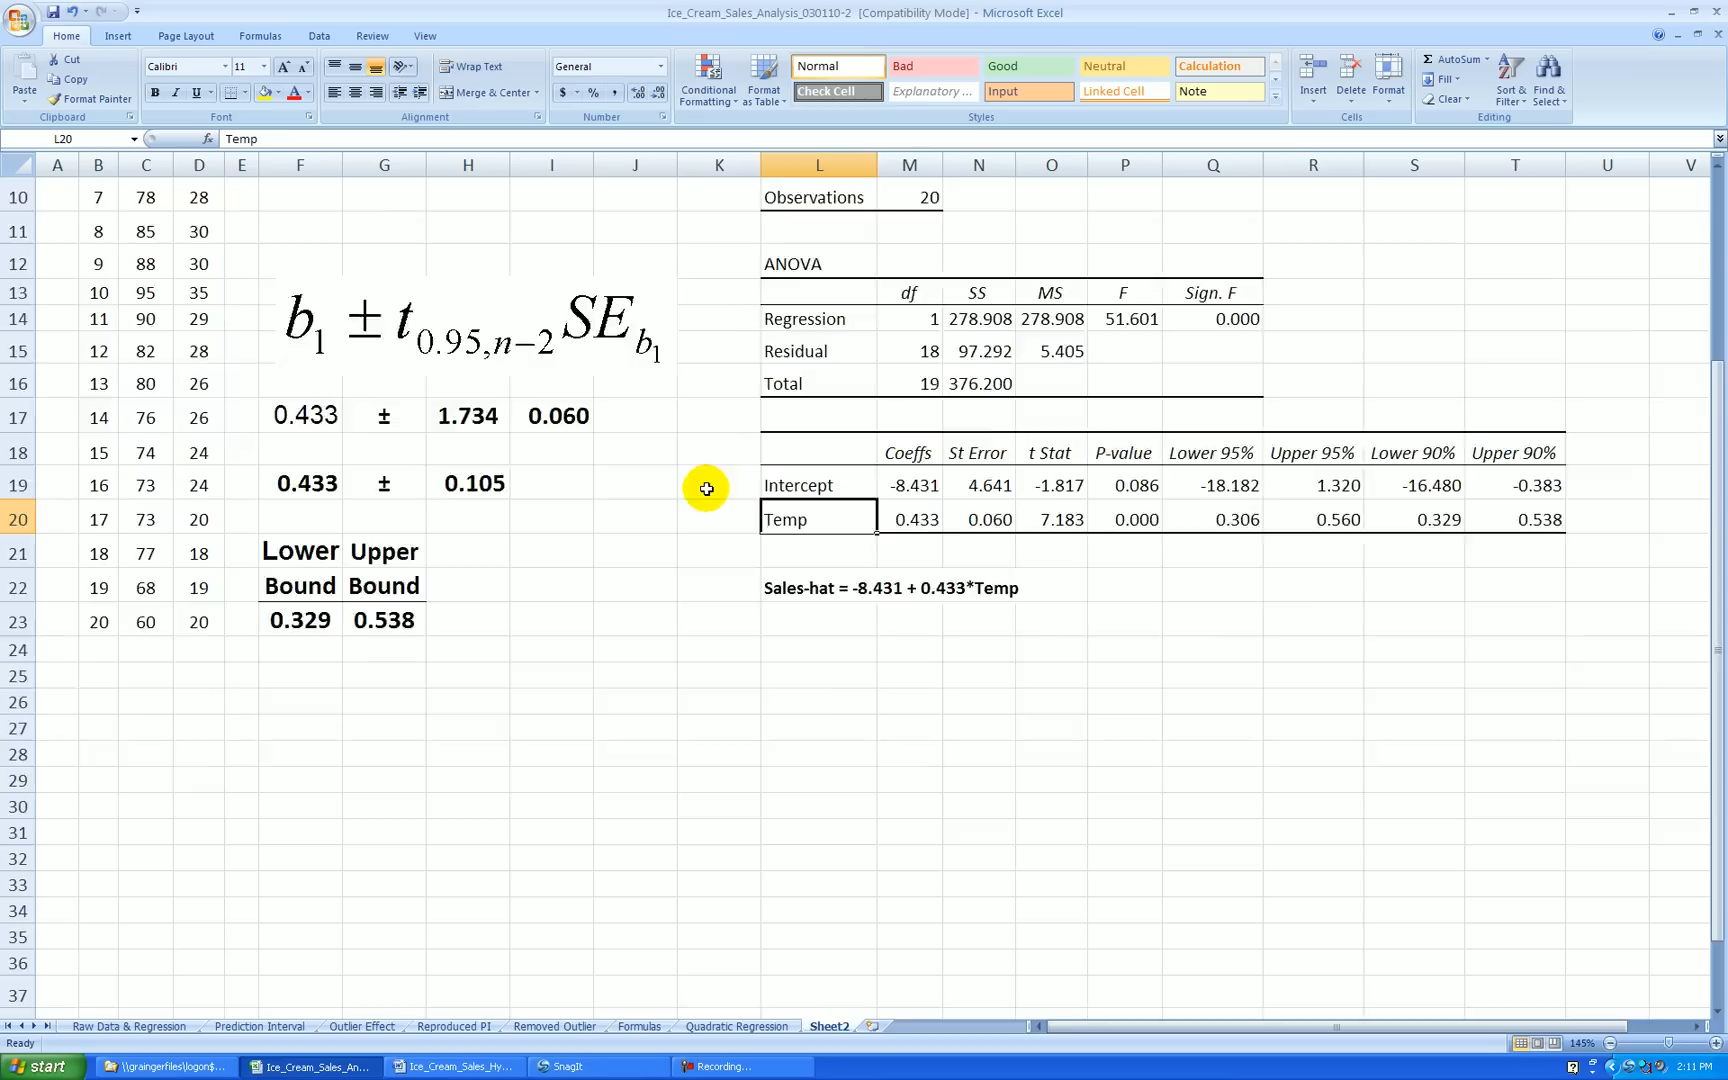 Ice_Cream_Sales_Analysis_030110-2 [Compatibility Mode] - Microsoft Excel
Home Insert Page Layout Formulas Data Review View
Paste
Cut
Copy
Format Painter
Clipboard
Calibri 11
B I U
Font
Wrap Text
Merge & Center
Alignment
General
$ % ,
Number
Conditional Formatting
Format as Table
Normal Bad Good Neutral Calculation
Check Cell Explanatory ... Input Linked Cell Note
Styles
Insert Delete Format
Cells
AutoSum
Fill
Clear
Sort & Filter
Find & Select
Editing
L20 fx Temp
A B C D E F G H I J K L M N O P Q R S T U V
10 7 78 28 Observations 20
11 8 85 30
12 9 88 30 ANOVA
13 10 95 35 df SS MS F Sign. F
14 11 90 29 Regression 1 278.908 278.908 51.601 0.000
b1 ± t0.95,n−2 SEb1
15 12 82 28 Residual 18 97.292 5.405
16 13 80 26 Total 19 376.200
17 14 76 26 0.433 ± 1.734 0.060
18 15 74 24 Coeffs St Error t Stat P-value Lower 95% Upper 95% Lower 90% Upper 90%
19 16 73 24 0.433 ± 0.105 Intercept -8.431 4.641 -1.817 0.086 -18.182 1.320 -16.480 -0.383
20 17 73 20 Temp 0.433 0.060 7.183 0.000 0.306 0.560 0.329 0.538
21 18 77 18 Lower Upper
22 19 68 19 Bound Bound Sales-hat = -8.431 + 0.433*Temp
23 20 60 20 0.329 0.538
24
25
26
27
28
29
30
31
32
33
34
35
36
37
Raw Data & Regression Prediction Interval Outlier Effect Reproduced PI Removed Outlier Formulas Quadratic Regression Sheet2
Ready 145%
start \\graingerfiles\logon$... Ice_Cream_Sales_An... Ice_Cream_Sales_Hy... SnagIt Recording... 2:11 PM